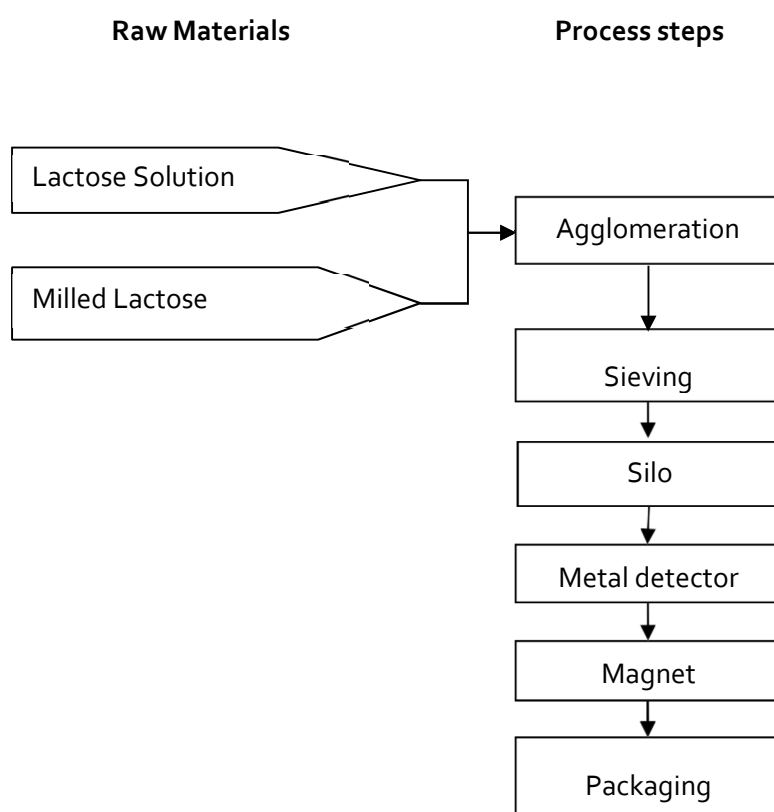 Raw Materials
Process steps
Lactose Solution
Milled Lactose
Agglomeration
Sieving
Silo
Metal detector
Magnet
Packaging